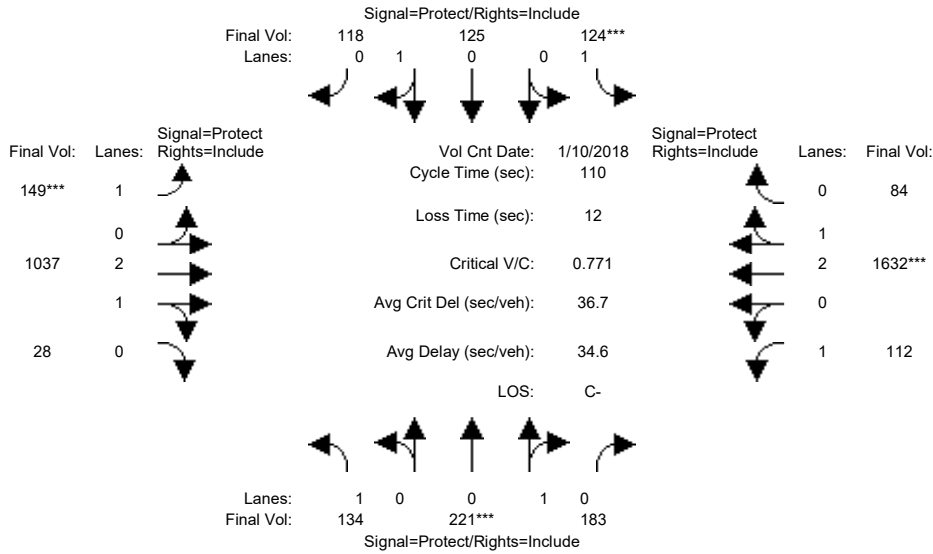 Signal=Protect/Rights=Include
Final Vol: 118 125 124***
Lanes: 0 1 0 0 1
Signal=Protect
Final Vol: Lanes: Rights=Include
Vol Cnt Date: 1/10/2018
Signal=Protect
Rights=Include Lanes: Final Vol:
Cycle Time (sec): 110
149*** 1
0 84
Loss Time (sec): 12
0
1
1037 2
Critical V/C: 0.771
2 1632***
1
Avg Crit Del (sec/veh): 36.7
0
28 0
Avg Delay (sec/veh): 34.6
1 112
LOS: C-
Lanes: 1 0 0 1 0
Final Vol: 134 221*** 183
Signal=Protect/Rights=Include